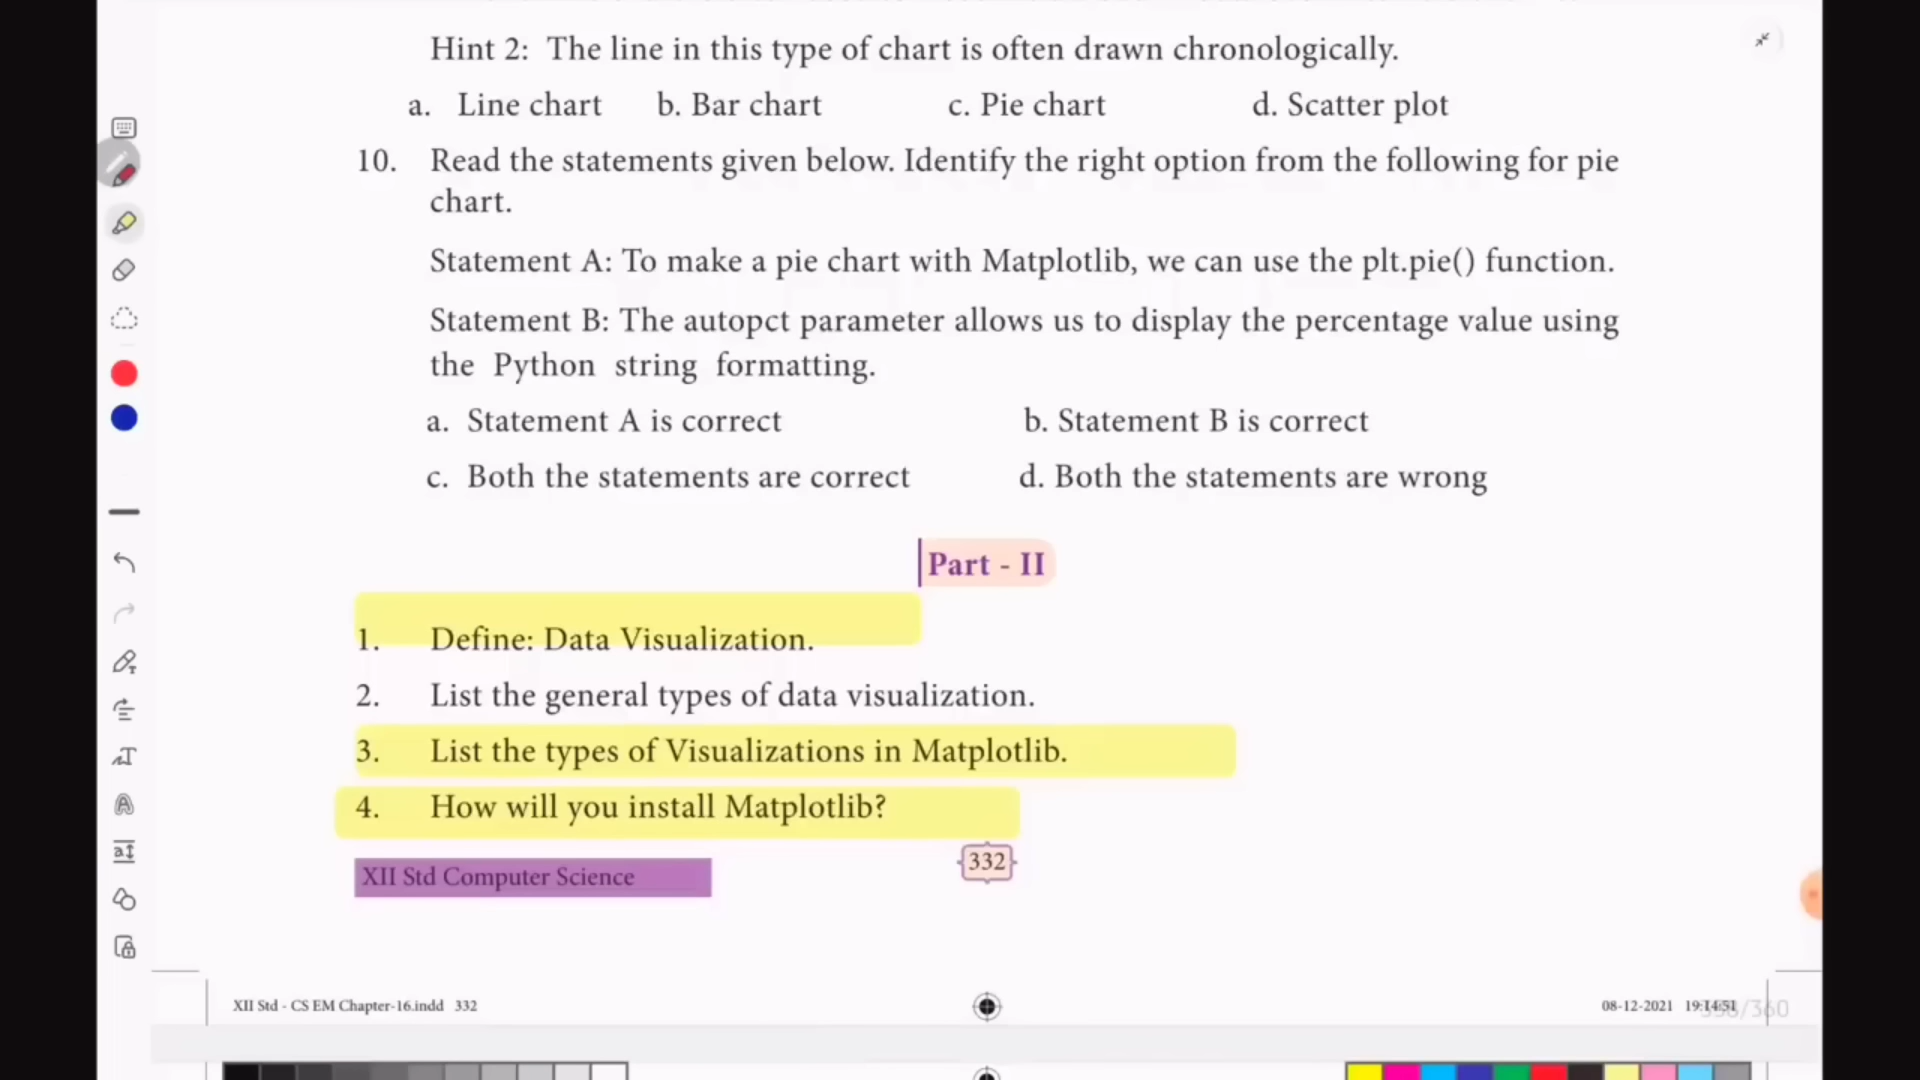 Hint 2: The line in this type of chart is often drawn chronologically.
a. Line chart b. Bar chart c. Pie chart d. Scatter plot
10. Read the statements given below. Identify the right option from the following for pie
chart.
Statement A: To make a pie chart with Matplotlib, we can use the plt.pie() function.
Statement B: The autopct parameter allows us to display the percentage value using
the Python string formatting.
a. Statement A is correct b. Statement B is correct
c. Both the statements are correct d. Both the statements are wrong
Part - II
1. Define: Data Visualization.
2. List the general types of data visualization.
3. List the types of Visualizations in Matplotlib.
4. How will you install Matplotlib?
332
XII Std Computer Science
XII Std - CS EM Chapter-16.indd 332
08-12-2021 19:14:51